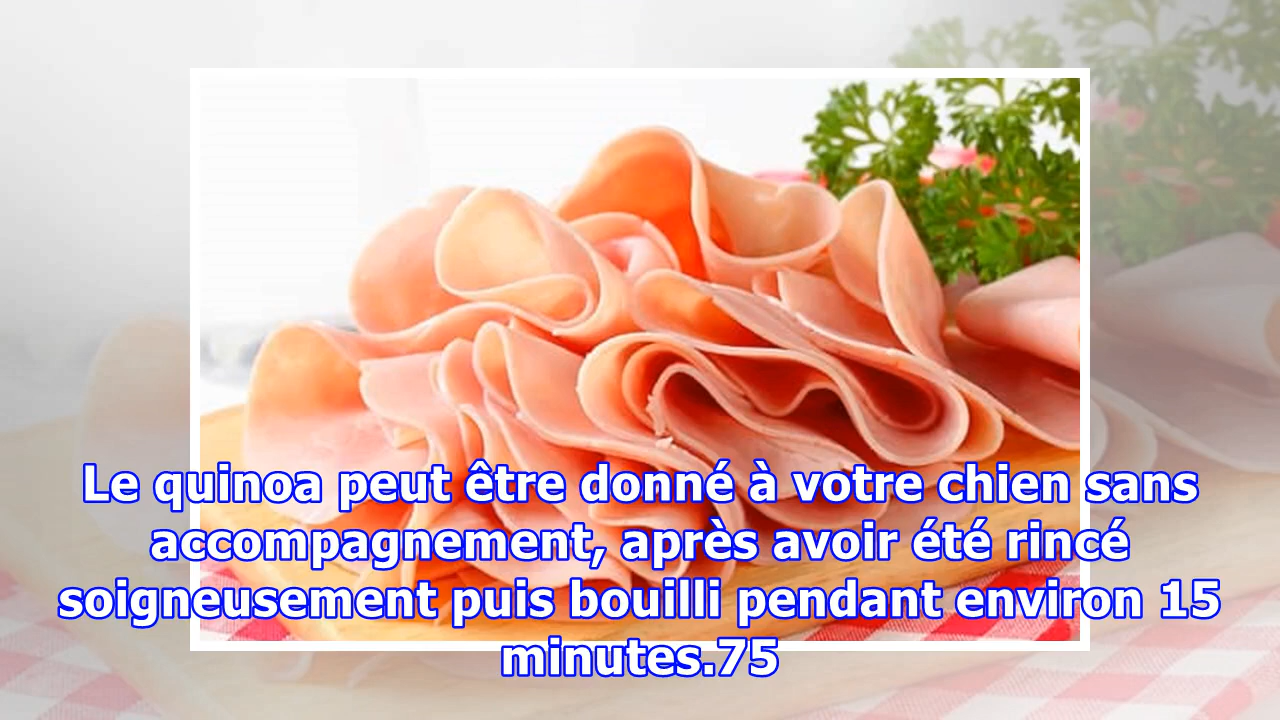 Le quinoa peut être donné à votre chien sans
accompagnement, après avoir été rincé
soigneusement puis bouilli pendant environ 15
minutes.75